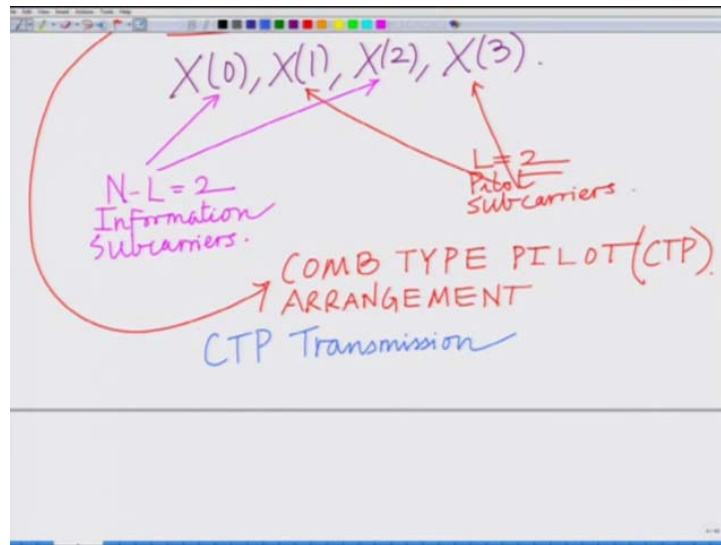 X(0), X(1), X(2), X(3).
N-L=2
Information
Subcarriers.
L=2
Pilot
Subcarriers.
COMB TYPE PILOT (CTP).
ARRANGEMENT
CTP Transmission